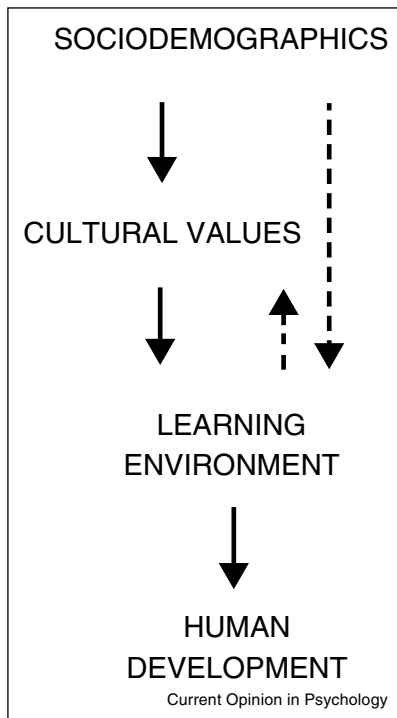 SOCIODEMOGRAPHICS
CULTURAL VALUES
LEARNING
ENVIRONMENT
HUMAN
DEVELOPMENT
Current Opinion in Psychology